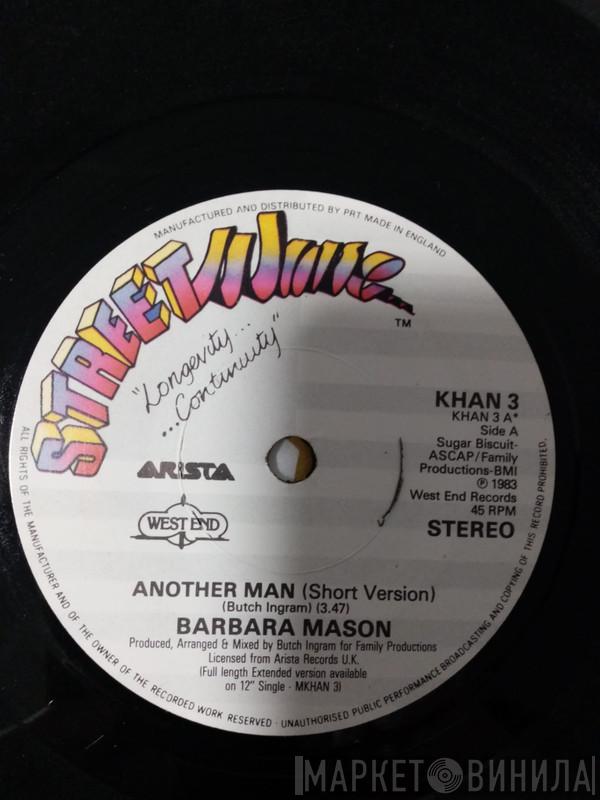 MANUFACTURED AND DISTRIBUTED BY PRT MADE IN ENGLAND
STREET Wave
TM
"Longevity...
...Continuity"
KHAN 3
KHAN 3 A*
Side A
Sugar Biscuit-
ASCAP/Family
Productions-BMI
℗ 1983
West End Records
45 RPM
STEREO
ARISTA
WEST END
ANOTHER MAN (Short Version)
(Butch Ingram) (3.47)
BARBARA MASON
Produced, Arranged & Mixed by Butch Ingram for Family Productions
Licensed from Arista Records U.K.
(Full length Extended version available
on 12" Single - MKHAN 3)
ALL RIGHTS OF THE MANUFACTURER AND OF THE OWNER OF THE RECORDED WORK RESERVED · UNAUTHORISED PUBLIC PERFORMANCE BROADCASTING AND COPYING OF THIS RECORD PROHIBITED.
МАРКЕТ ВИНИЛА